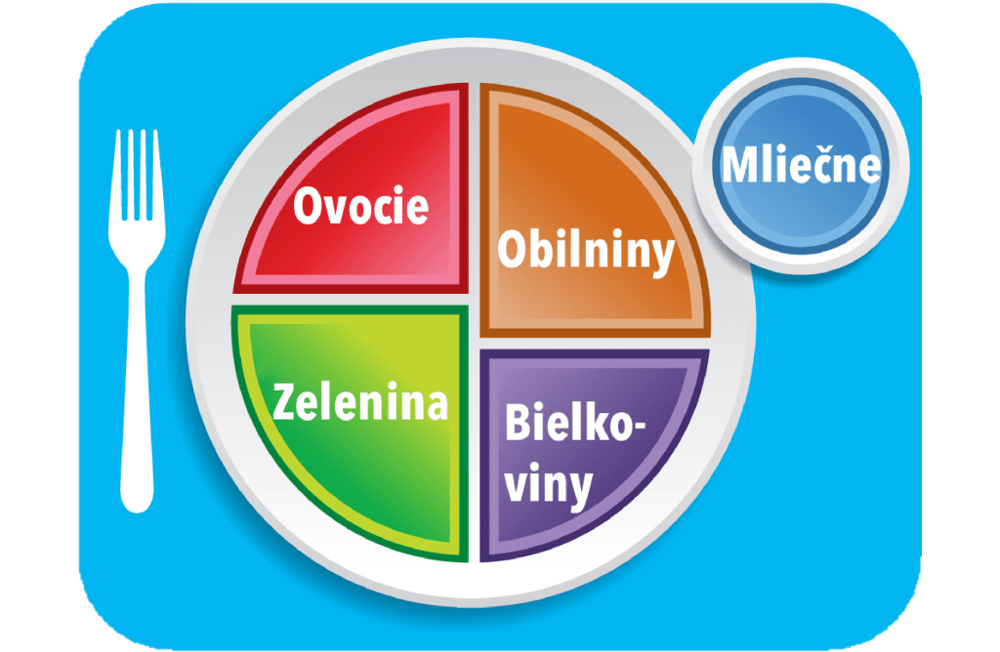 Ovocie
Obilniny
Mliečne
Zelenina
Bielko-
viny